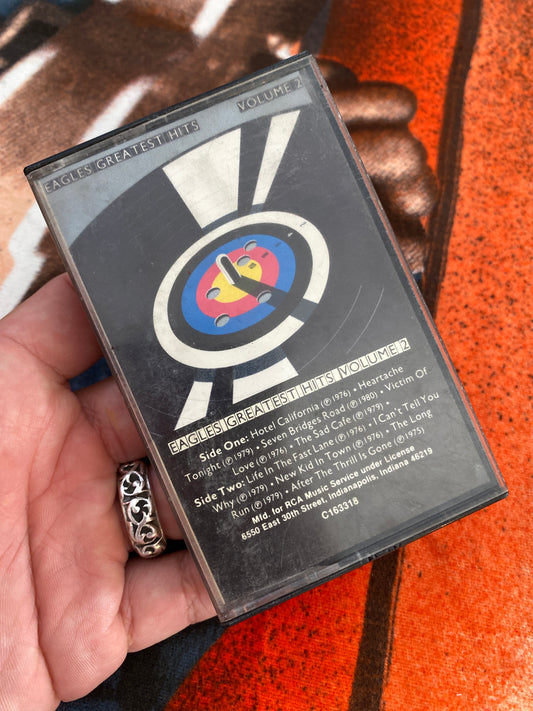 EAGLES GREATEST HITS VOLUME 2
EAGLES GREATEST HITS VOLUME 2
Side One: Hotel California (℗1976) • Heartache
Tonight (℗1979) • Seven Bridges Road (℗1980) • Victim Of
Love (℗1976) • The Sad Cafe (℗1979) •
Side Two: Life In The Fast Lane (℗1976) • I Can't Tell You
Why (℗1979) • New Kid In Town (℗1976) • The Long
Run (℗1979) • After The Thrill Is Gone (℗1975)
Mfd. for RCA Music Service under License
6550 East 30th Street, Indianapolis, Indiana 46219
C163318